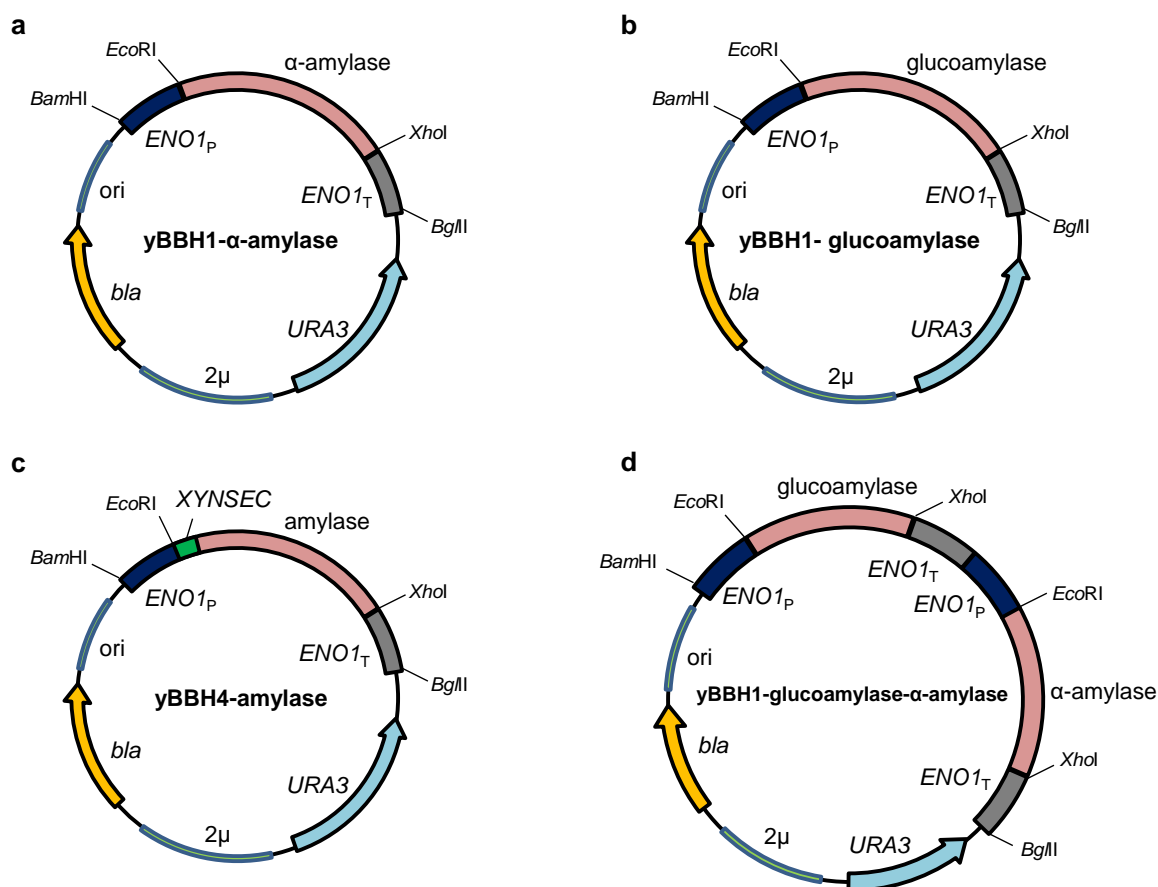 a
EcoRI
α-amylase
BamHI
XhoI
ENO1P
ori
ENO1T
BglII
yBBH1-α-amylase
bla
URA3
2μ
b
EcoRI
glucoamylase
BamHI
XhoI
ENO1P
ori
ENO1T
BglII
yBBH1- glucoamylase
bla
URA3
2μ
c
EcoRI
XYNSEC
amylase
BamHI
XhoI
ENO1P
ori
ENO1T
BglII
yBBH4-amylase
bla
URA3
2μ
d
glucoamylase
EcoRI
XhoI
BamHI
ENO1T
ENO1P
ENO1P
EcoRI
ori
yBBH1-glucoamylase-α-amylase
α-amylase
bla
XhoI
ENO1T
2μ
URA3
BglII